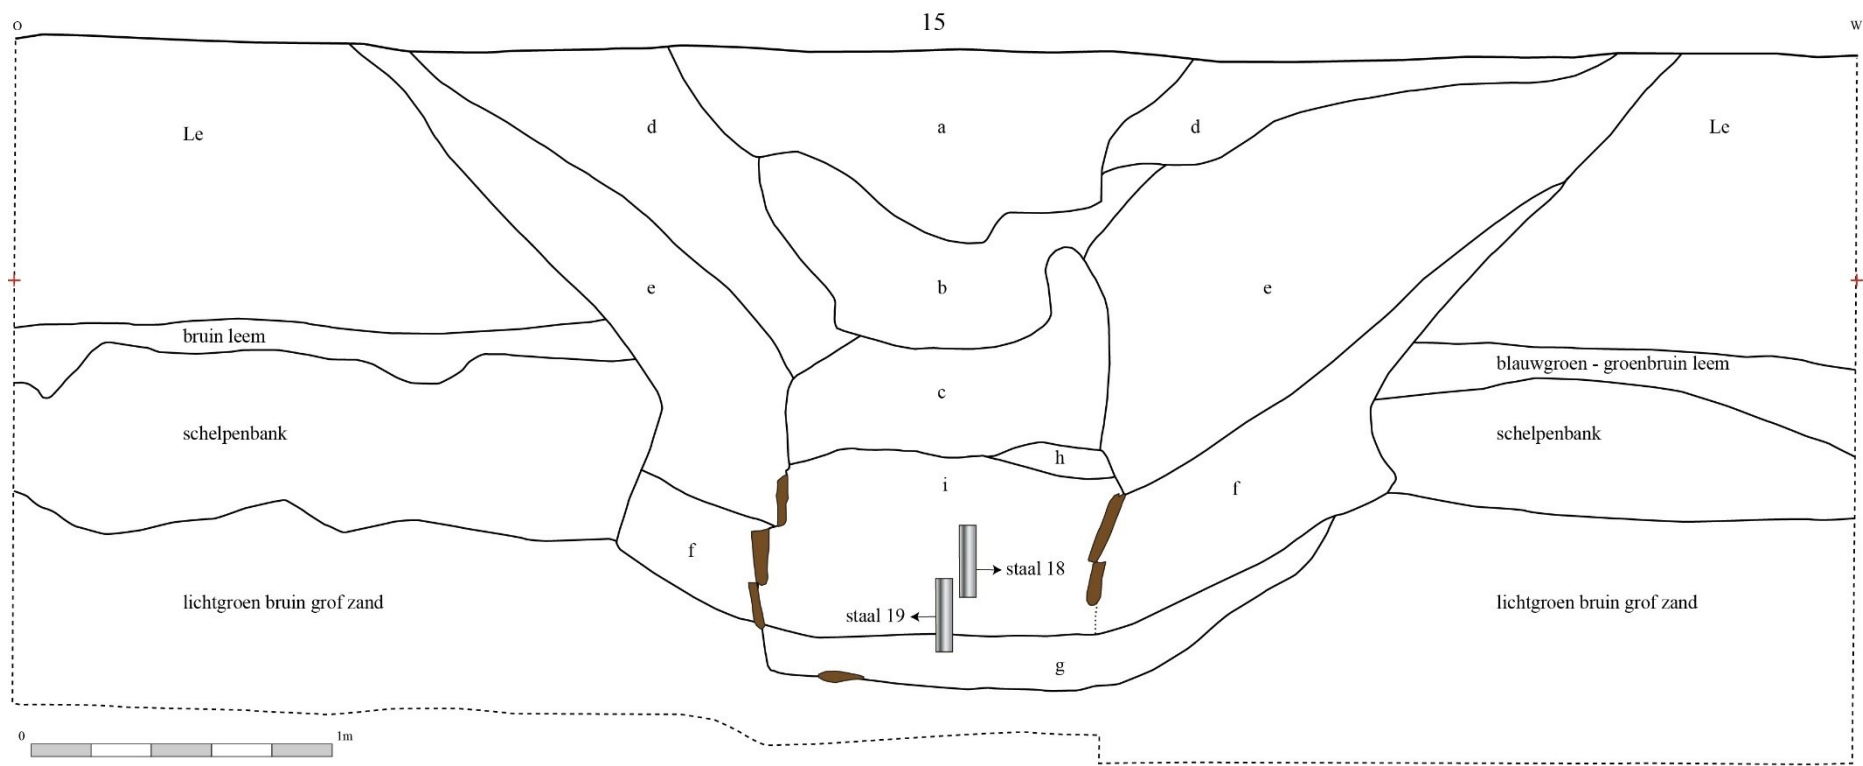 15
o
w
Le
d
a
d
Le
e
b
e
bruin leem
blauwgroen - groenbruin leem
c
schelpenbank
schelpenbank
h
i
f
f
staal 18
lichtgroen bruin grof zand
staal 19
lichtgroen bruin grof zand
g
0
1m